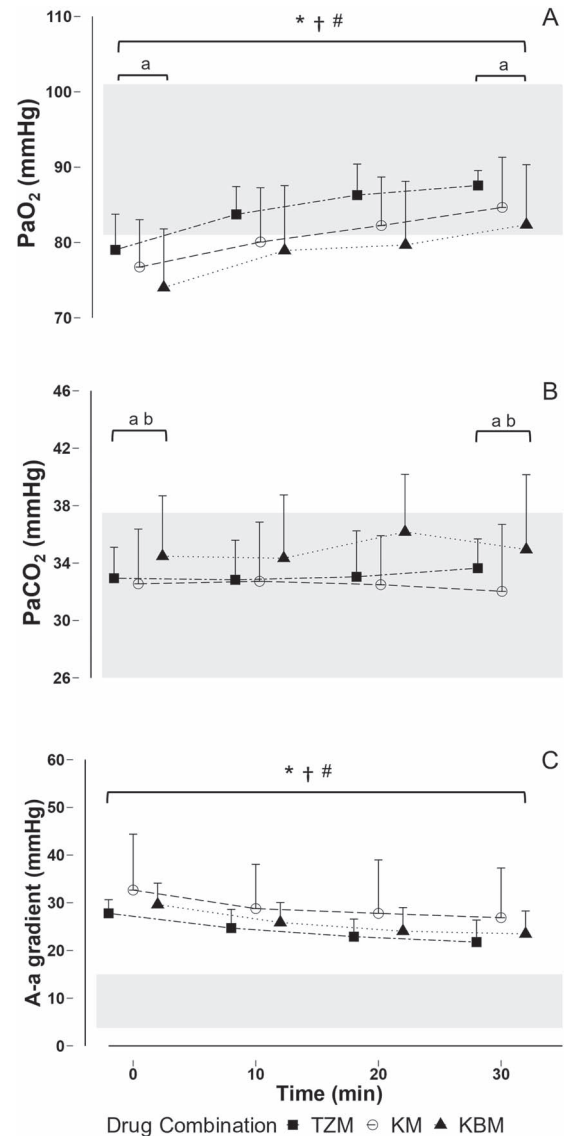 A
* † #
a a
110
100
90
80
70
PaO2 (mmHg)
B
a b a b
46
42
38
34
30
26
PaCO2 (mmHg)
C
* † #
60
50
40
30
20
10
0
A-a gradient (mmHg)
0 10 20 30
Time (min)
Drug Combination TZM KM KBM